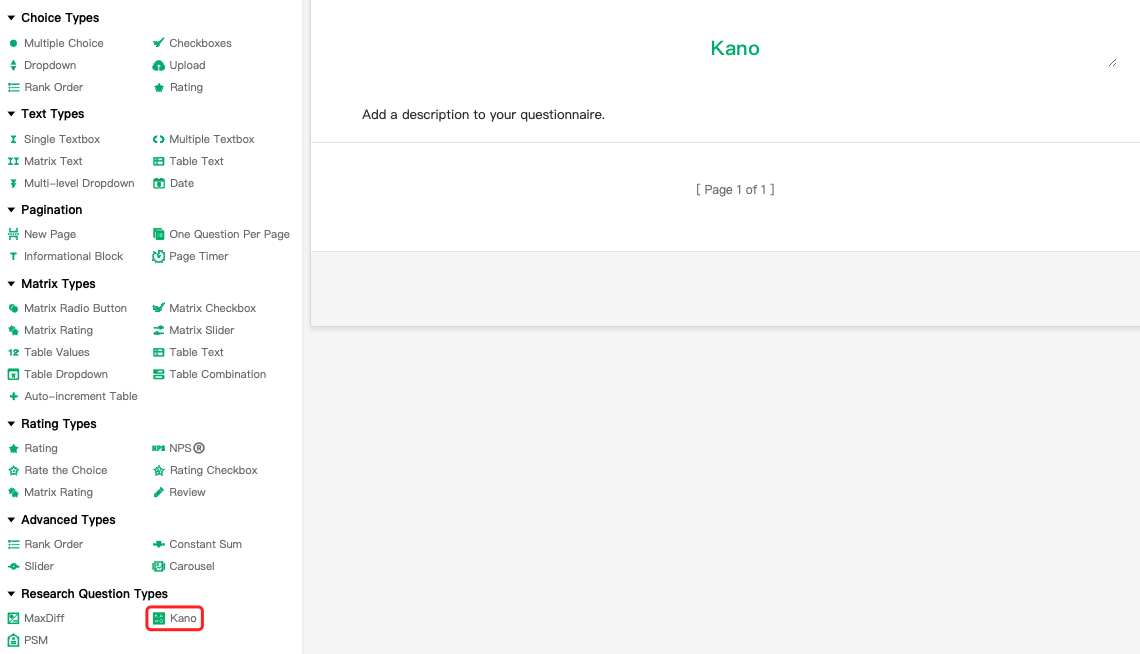 Choice Types
Multiple Choice
Checkboxes
Dropdown
Upload
Rank Order
Rating
Text Types
Single Textbox
Multiple Textbox
Matrix Text
Table Text
Multi-level Dropdown
Date
Pagination
New Page
One Question Per Page
Informational Block
Page Timer
Matrix Types
Matrix Radio Button
Matrix Checkbox
Matrix Rating
Matrix Slider
12 Table Values
Table Text
Table Dropdown
Table Combination
Auto-increment Table
Rating Types
Rating
NPS NPS®
Rate the Choice
Rating Checkbox
Matrix Rating
Review
Advanced Types
Rank Order
Constant Sum
Slider
Carousel
Research Question Types
MaxDiff
Kano
PSM
Kano
Add a description to your questionnaire.
[ Page 1 of 1 ]